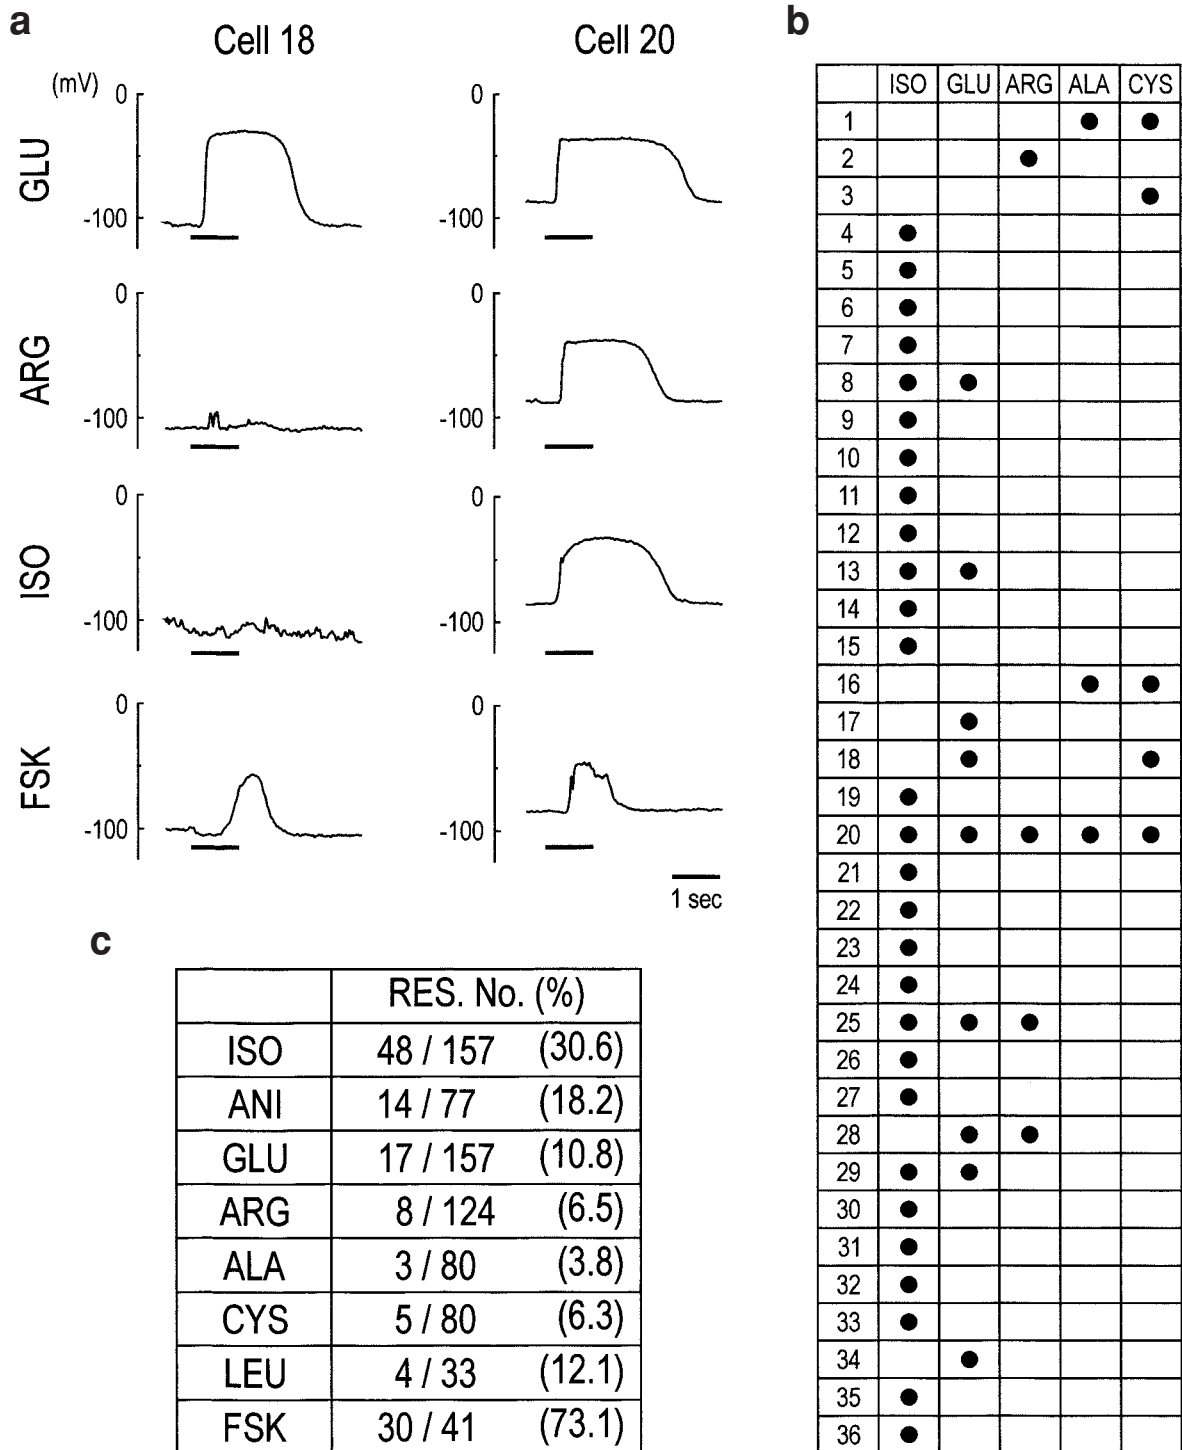 a
Cell 18
Cell 20
(mV)
0
-100
GLU
0
-100
0
-100
ARG
0
-100
0
-100
ISO
0
-100
0
-100
FSK
0
-100
1 sec
b
ISO GLU ARG ALA CYS
1 ● ●
2 ●
3 ●
4 ●
5 ●
6 ●
7 ●
8 ● ●
9 ●
10 ●
11 ●
12 ●
13 ● ●
14 ●
15 ●
16 ● ●
17 ●
18 ● ●
19 ●
20 ● ● ● ● ●
21 ●
22 ●
23 ●
24 ●
25 ● ● ●
26 ●
27 ●
28 ● ●
29 ● ●
30 ●
31 ●
32 ●
33 ●
34 ●
35 ●
36 ●
c
RES. No. (%)
ISO 48 / 157 (30.6)
ANI 14 / 77 (18.2)
GLU 17 / 157 (10.8)
ARG 8 / 124 (6.5)
ALA 3 / 80 (3.8)
CYS 5 / 80 (6.3)
LEU 4 / 33 (12.1)
FSK 30 / 41 (73.1)